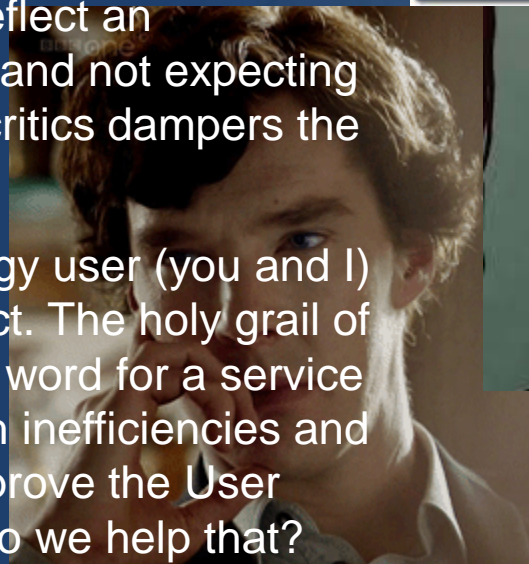 eflect an
one
and not expecting
critics dampers the
gy user (you and I)
ct. The holy grail of
word for a service
n inefficiencies and
prove the User
o we help that?